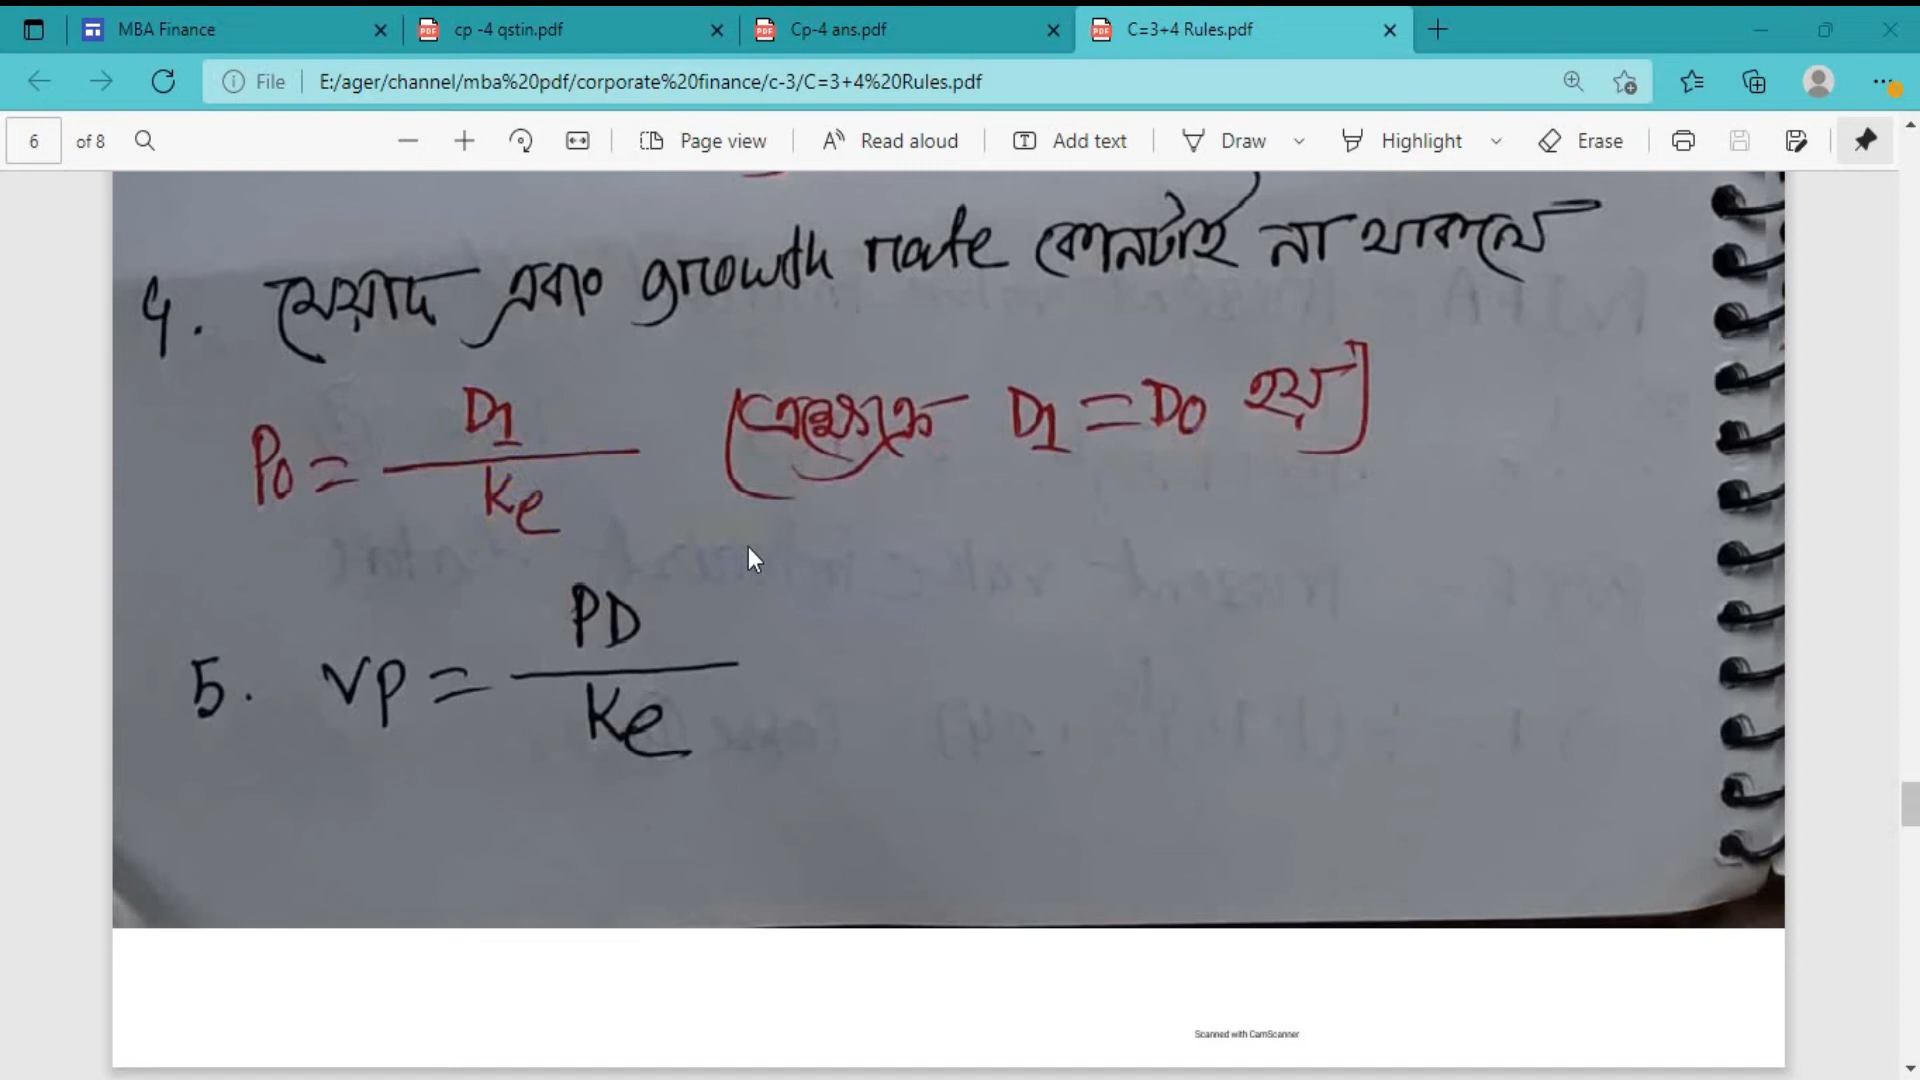 MBA Finance
cp -4 qstin.pdf
Cp-4 ans.pdf
C=3+4 Rules.pdf
File
E:/ager/channel/mba%20pdf/corporate%20finance/c-3/C=3+4%20Rules.pdf
6 of 8
Page view
Read aloud
Add text
Draw
Highlight
Erase
4. মেয়াদ এবং growth rate কোনটাই না থাকলে
P0 = D1 / Ke [এক্ষেত্রে D1 = D0 হয়]
5. VP = PD / Ke
Scanned with CamScanner